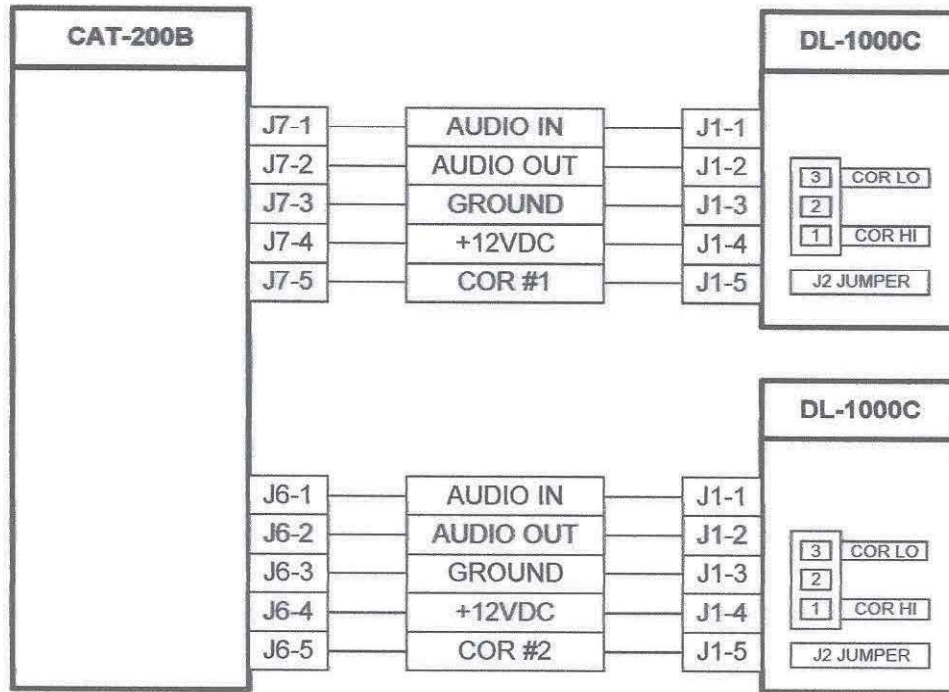 CAT-200B
DL-1000C
J7-1 AUDIO IN J1-1
J7-2 AUDIO OUT J1-2
J7-3 GROUND J1-3
J7-4 +12VDC J1-4
J7-5 COR #1 J1-5
3 COR LO
2
1 COR HI
J2 JUMPER
DL-1000C
J6-1 AUDIO IN J1-1
J6-2 AUDIO OUT J1-2
J6-3 GROUND J1-3
J6-4 +12VDC J1-4
J6-5 COR #2 J1-5
3 COR LO
2
1 COR HI
J2 JUMPER